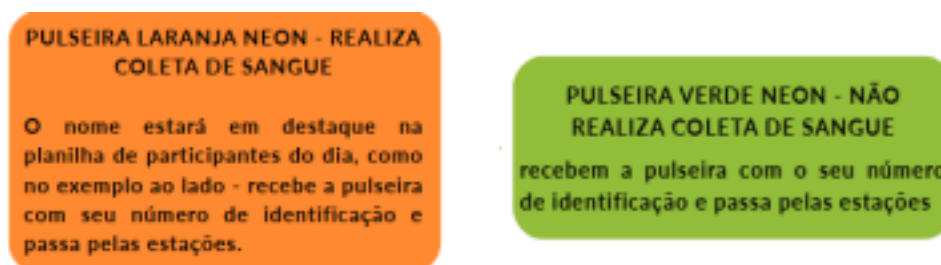 PULSEIRA LARANJA NEON - REALIZA
COLETA DE SANGUE
O nome estará em destaque na
planilha de participantes do dia, como
no exemplo ao lado - recebe a pulseira
com seu número de identificação e
passa pelas estações.
PULSEIRA VERDE NEON - NÃO
REALIZA COLETA DE SANGUE
recebem a pulseira com o seu número
de identificação e passa pelas estações